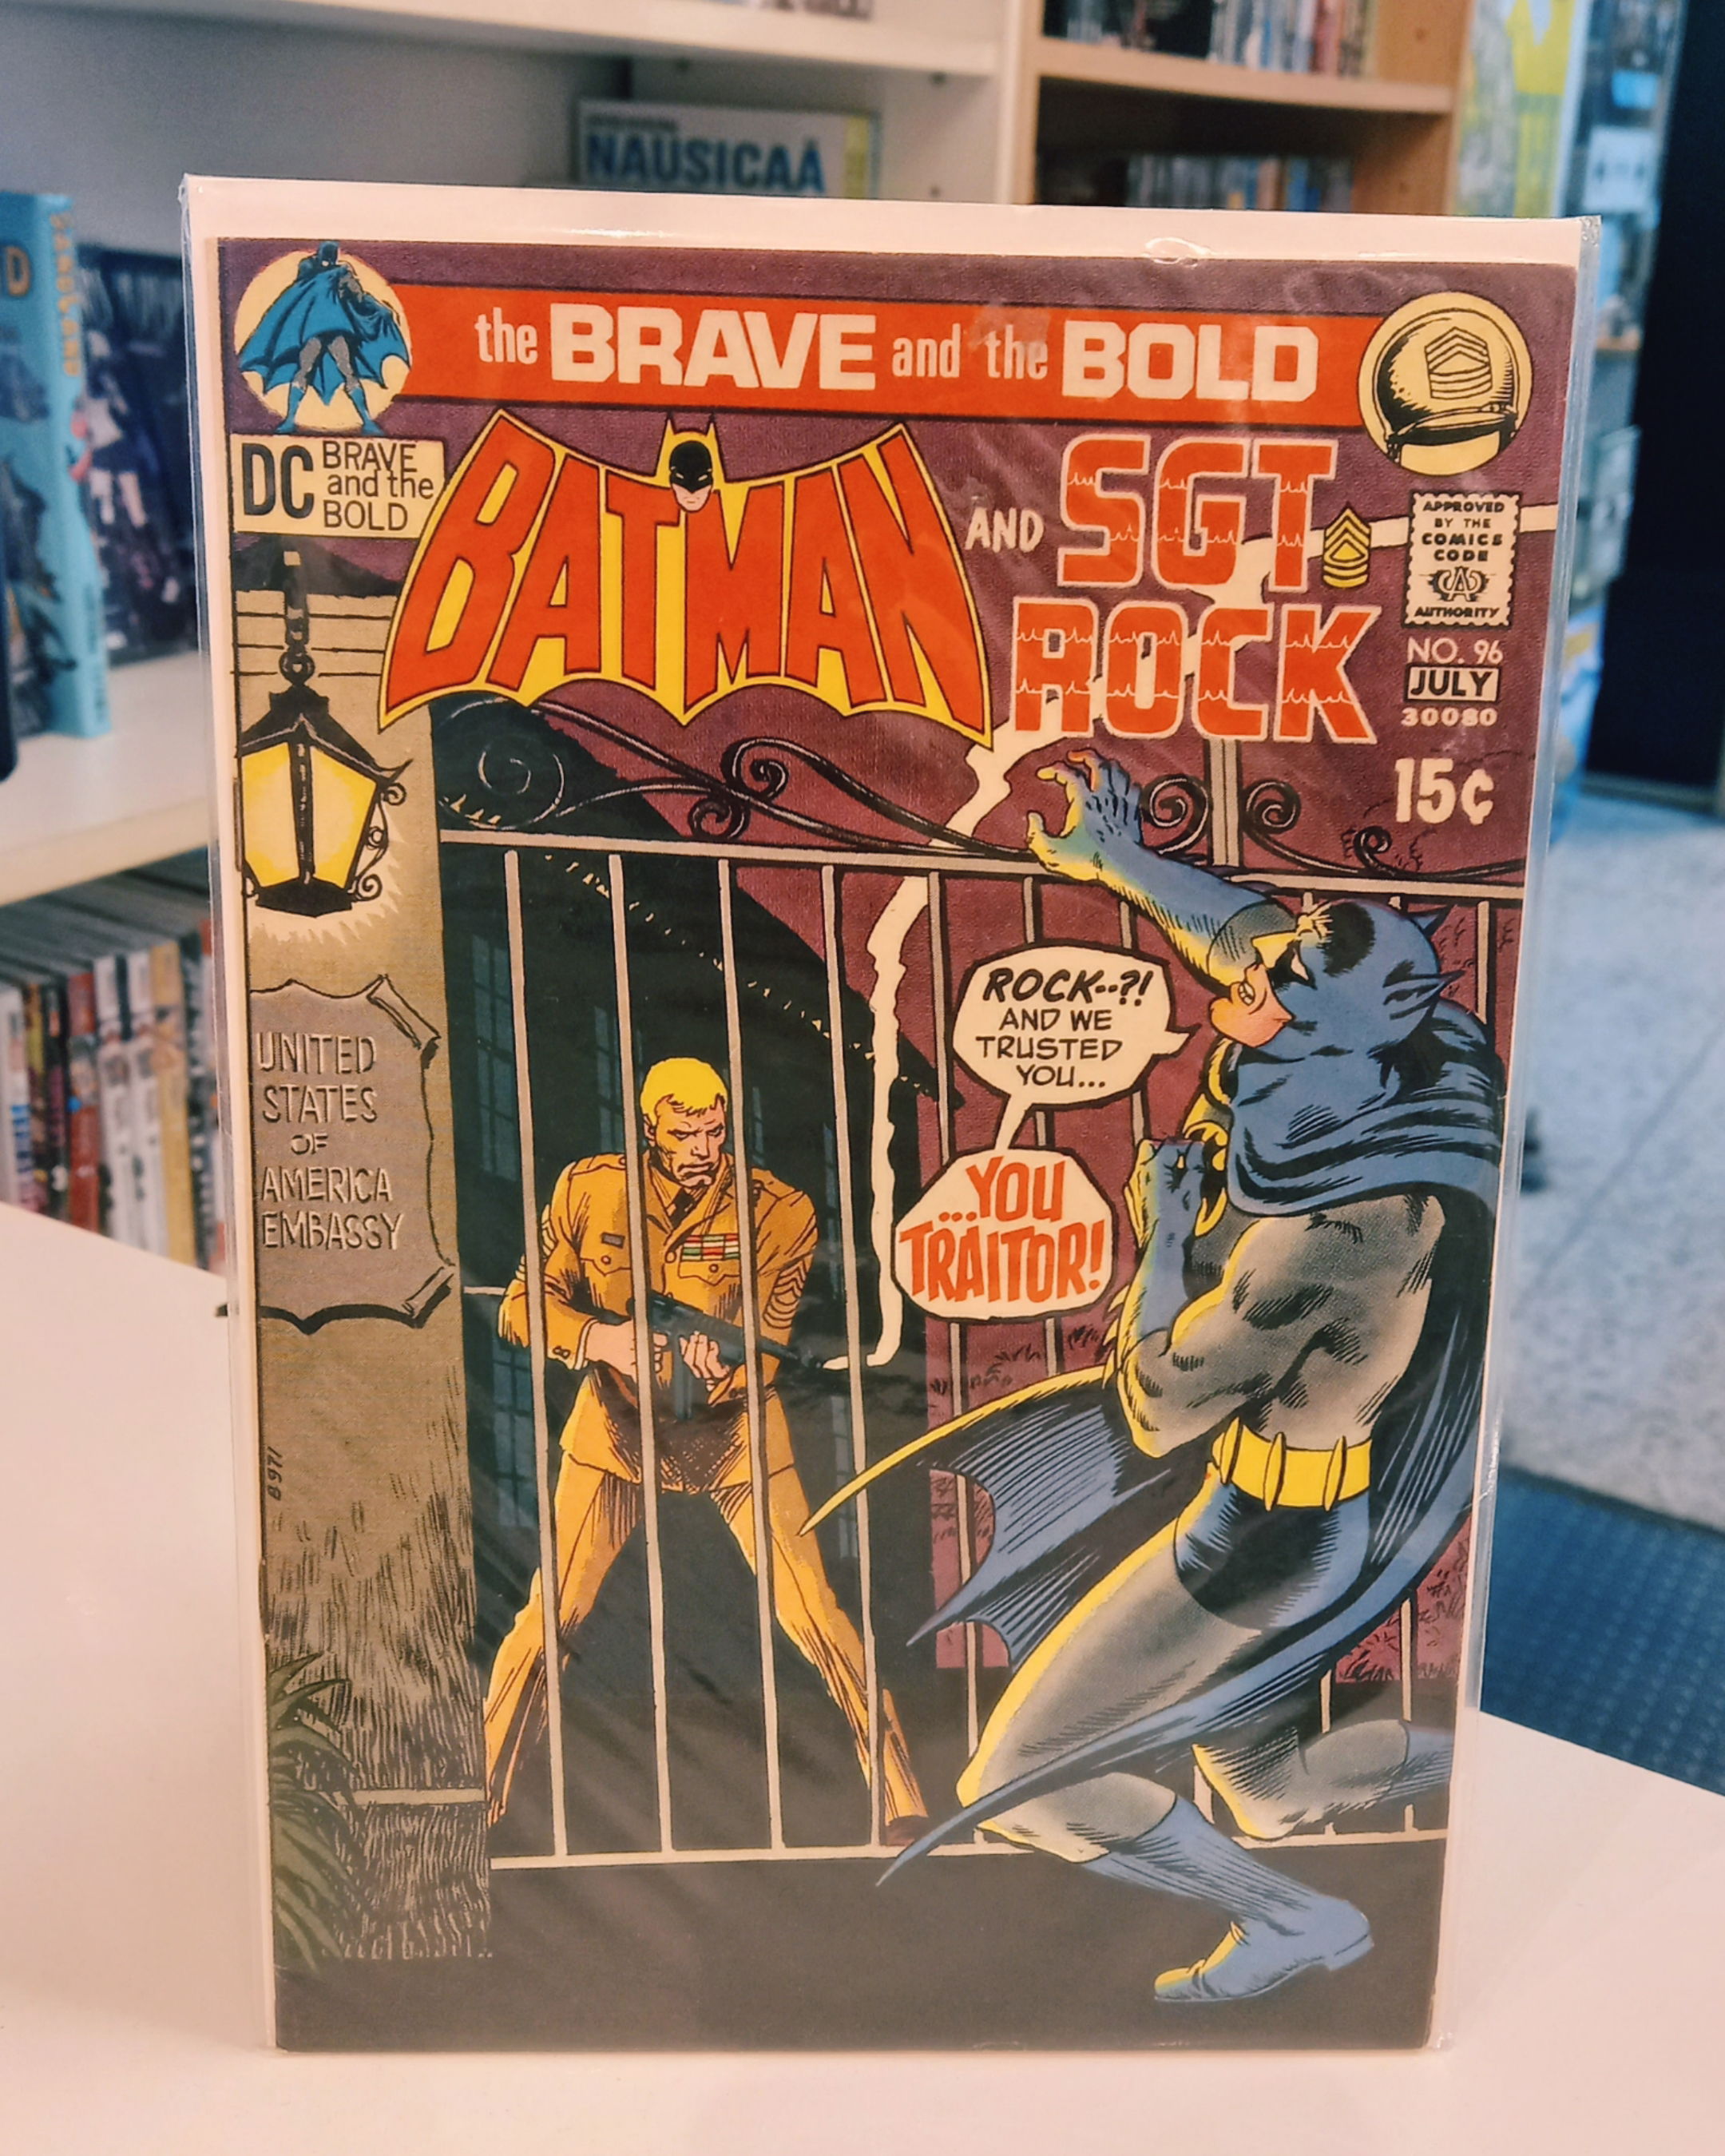 NAUSICAÄ
the BRAVE and the BOLD
DC BRAVE
and the
BOLD
BATMAN AND SGT
ROCK
APPROVED
BY THE
COMICS
CODE
CA
AUTHORITY
NO. 96
JULY
30080
15¢
ROCK--?!
AND WE
TRUSTED
YOU...
...YOU
TRAITOR!
UNITED
STATES
OF
AMERICA
EMBASSY
B971